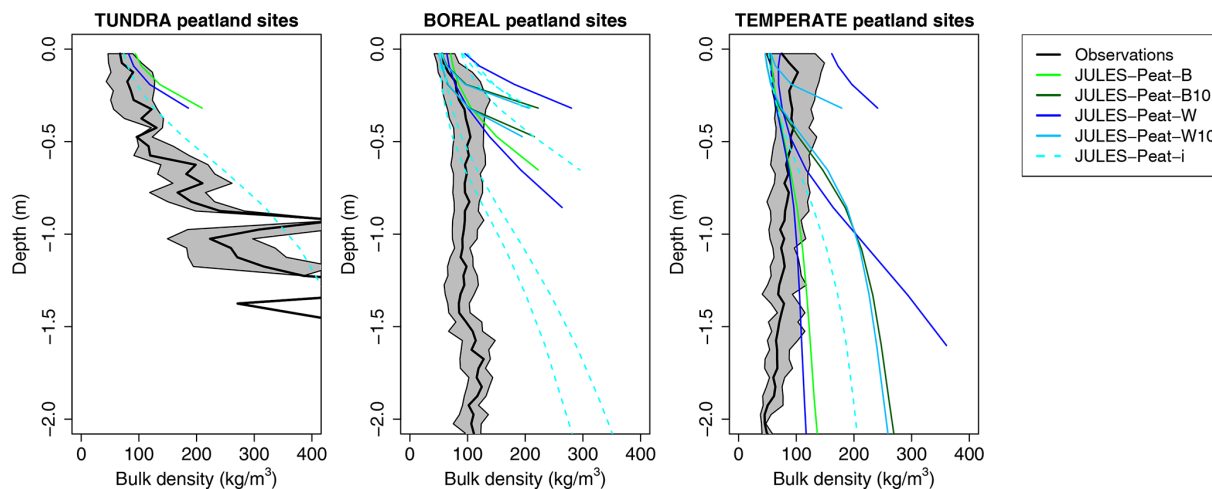 TUNDRA peatland sites
BOREAL peatland sites
TEMPERATE peatland sites
Depth (m)
0.0
−0.5
−1.0
−1.5
−2.0
0 100 200 300 400
Bulk density (kg/m³)
Depth (m)
0.0
−0.5
−1.0
−1.5
−2.0
0 100 200 300 400
Bulk density (kg/m³)
Depth (m)
0.0
−0.5
−1.0
−1.5
−2.0
0 100 200 300 400
Bulk density (kg/m³)
Observations
JULES−Peat−B
JULES−Peat−B10
JULES−Peat−W
JULES−Peat−W10
JULES−Peat−i